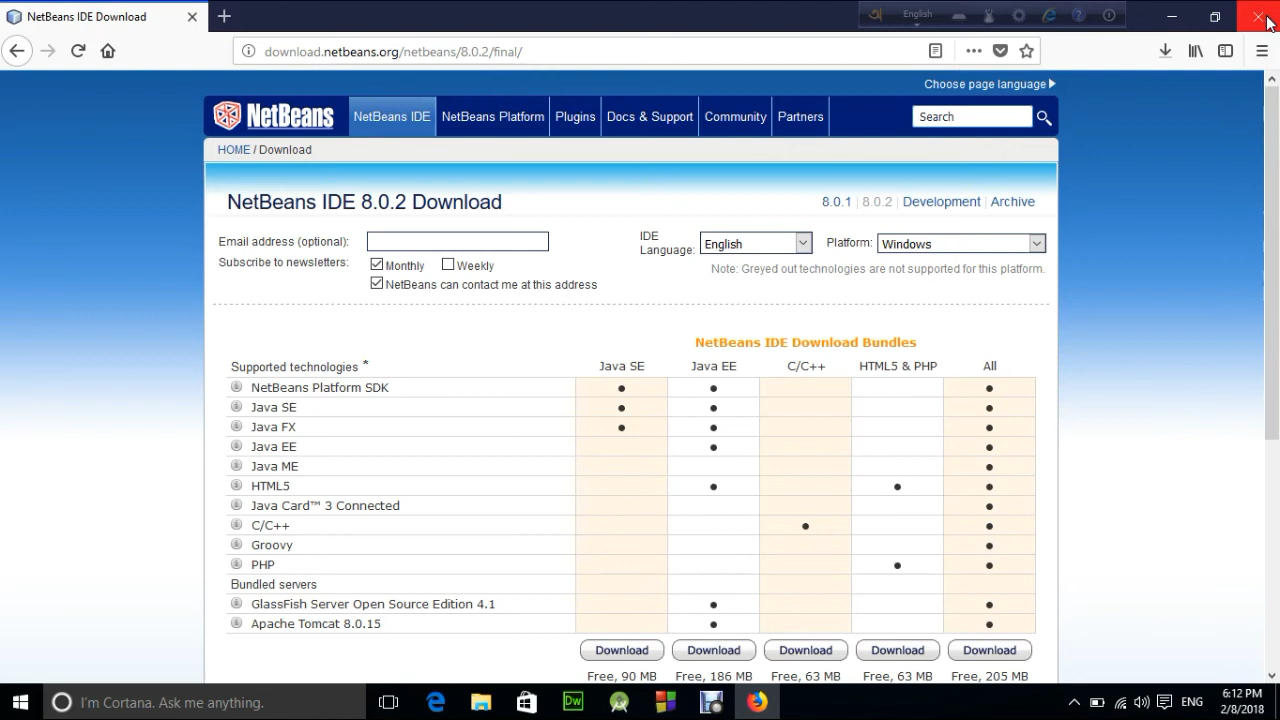 NetBeans IDE Download
English
download.netbeans.org/netbeans/8.0.2/final/
Choose page language
NetBeans
NetBeans IDE
NetBeans Platform
Plugins
Docs & Support
Community
Partners
Search
HOME / Download
NetBeans IDE 8.0.2 Download
8.0.1 | 8.0.2 | Development | Archive
Email address (optional):
IDE Language:
English
Platform:
Windows
Subscribe to newsletters:
Monthly
Weekly
Note: Greyed out technologies are not supported for this platform.
NetBeans can contact me at this address
NetBeans IDE Download Bundles
Supported technologies *
Java SE
Java EE
C/C++
HTML5 & PHP
All
NetBeans Platform SDK
Java SE
Java FX
Java EE
Java ME
HTML5
Java Card™ 3 Connected
C/C++
Groovy
PHP
Bundled servers
GlassFish Server Open Source Edition 4.1
Apache Tomcat 8.0.15
Download Download Download Download Download
Free, 90 MB Free, 186 MB Free, 63 MB Free, 63 MB Free, 205 MB
I'm Cortana. Ask me anything.
Dw
ENG
6:12 PM
2/8/2018